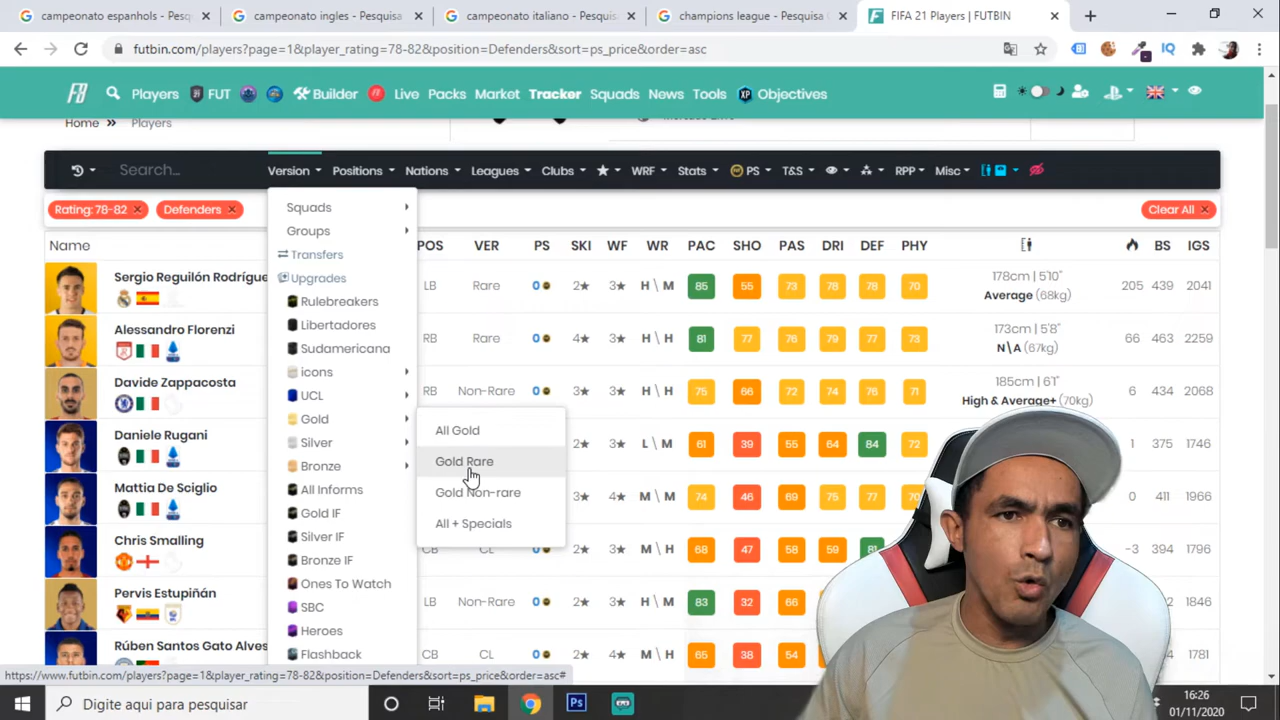 campeonato espanhols - Pesq
campeonato ingles - Pesquisa
campeonato italiano - Pesquis
champions league - Pesquisa
FIFA 21 Players | FUTBIN
futbin.com/players?page=1&player_rating=78-82&position=Defenders&sort=ps_price&order=asc
Players FUT Builder Live Packs Market Tracker Squads News Tools XP Objectives
Home » Players
Search... Version Positions Nations Leagues Clubs WRF Stats PS T&S RPP Misc
Rating: 78-82 × Defenders × Clear All ×
Name POS VER PS SKI WF WR PAC SHO PAS DRI DEF PHY BS IGS
Squads
Groups
Transfers
Upgrades
Rulebreakers
Libertadores
Sudamericana
icons
UCL
Gold
Silver
Bronze
All Informs
Gold IF
Silver IF
Bronze IF
Ones To Watch
SBC
Heroes
Flashback
All Gold
Gold Rare
Gold Non-rare
All + Specials
Sergio Reguilón Rodrígue LB Rare 0 2★ 3★ H \ M 85 55 73 78 78 70 178cm | 5'10" 205 439 2041
Average (68kg)
Alessandro Florenzi RB Rare 0 4★ 3★ H \ H 81 77 76 79 77 73 173cm | 5'8" 66 463 2259
N\A (67kg)
Davide Zappacosta RB Non-Rare 0 3★ 3★ H \ H 75 66 72 74 76 71 185cm | 6'1" 6 434 2068
High & Average+ (70kg)
Daniele Rugani 2★ 3★ L \ M 61 39 55 64 84 72 1 375 1746
Mattia De Sciglio 3★ 4★ M \ M 74 46 69 75 77 70 0 411 1966
Chris Smalling CB CL 0 2★ 3★ M \ H 68 47 58 59 81 -3 394 1796
Pervis Estupiñán LB Non-Rare 0 2★ 3★ M \ H 83 32 66 2 1846
Rúben Santos Gato Alves CB CL 0 2★ 4★ M \ H 65 38 54 1781
https://www.futbin.com/players?page=1&player_rating=78-82&position=Defenders&sort=ps_price&order=asc#
Digite aqui para pesquisar
16:26
01/11/2020